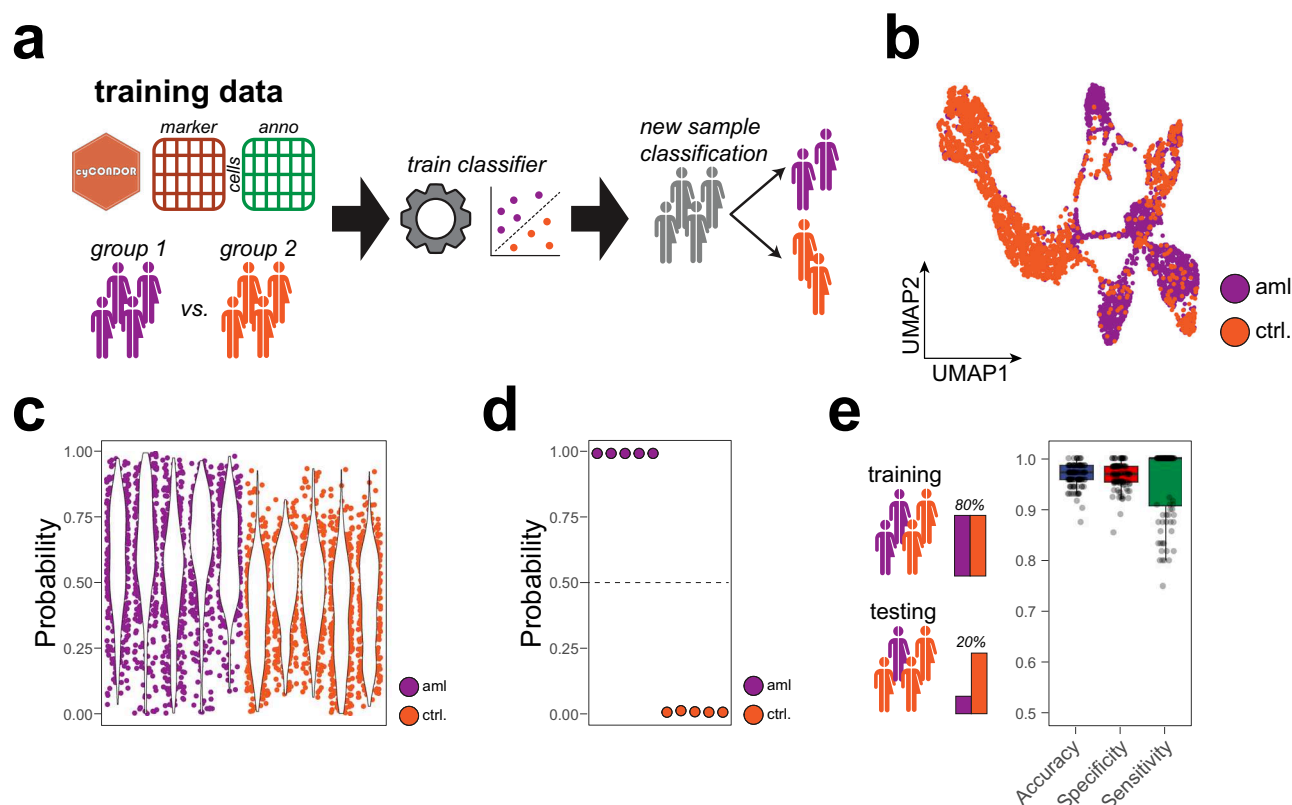 a
training data
marker
anno
cyCONDOR
cells
group 1
group 2
vs.
train classifier
new sample
classification
b
UMAP2
UMAP1
aml
ctrl.
c
Probability
1.00
0.75
0.50
0.25
0.00
aml
ctrl.
d
Probability
1.00
0.75
0.50
0.25
0.00
aml
ctrl.
e
training
80%
testing
20%
1.0
0.9
0.8
0.7
0.6
0.5
Accuracy
Specificity
Sensitivity